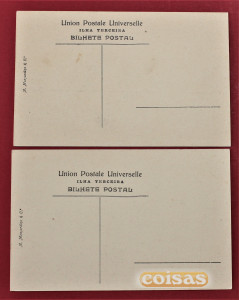 Union Postale Universelle
ILHA TERCEIRA
BILHETE POSTAL
Union Postale Universelle
ILHA TERCEIRA
BILHETE POSTAL
coisas